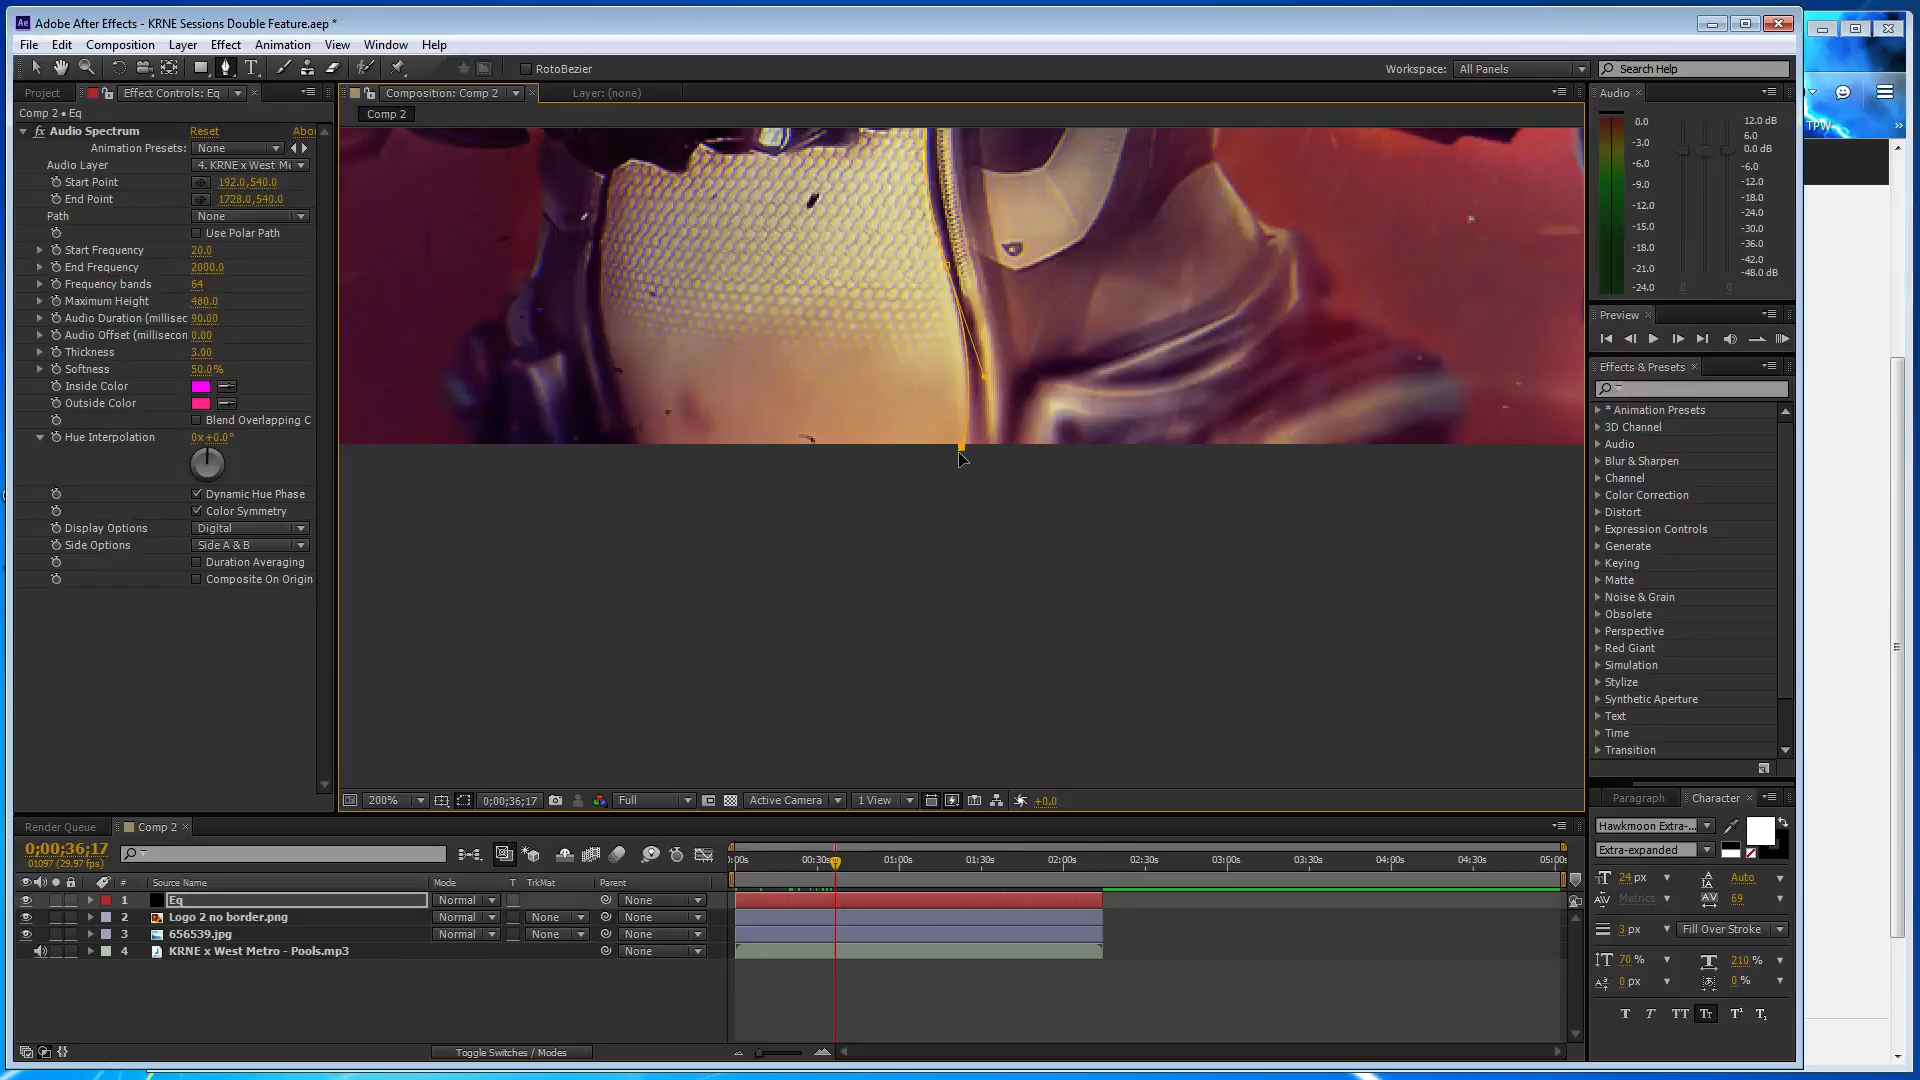 Adobe After Effects - KRNE Sessions Double Feature.aep *
File Edit Composition Layer Effect Animation View Window Help
RotoBezier
Workspace: All Panels
Search Help
TPW
Project
Effect Controls: Eq
Comp 2 • Eq
fx Audio Spectrum Reset Abo
Animation Presets: None
Audio Layer 4. KRNE x West Me
Start Point 192.0,540.0
End Point 1728.0,540.0
Path None
Use Polar Path
Start Frequency 20.0
End Frequency 2000.0
Frequency bands 64
Maximum Height 480.0
Audio Duration (millisec 90.00
Audio Offset (millisecon 0.00
Thickness 3.00
Softness 50.0%
Inside Color
Outside Color
Blend Overlapping C
Hue Interpolation 0x+0.0°
Dynamic Hue Phase
Color Symmetry
Display Options Digital
Side Options Side A & B
Duration Averaging
Composite On Origin
Composition: Comp 2
Layer: (none)
Comp 2
200% 0;00;36;17 Full Active Camera 1 View +0.0
Audio
0.0
-3.0
-6.0
-9.0
-12.0
-15.0
-18.0
-21.0
-24.0
12.0 dB
6.0
0.0 dB
-6.0
-12.0
-18.0
-24.0
-30.0
-36.0
-42.0
-48.0 dB
0 0
Preview
Effects & Presets
* Animation Presets
3D Channel
Audio
Blur & Sharpen
Channel
Color Correction
Distort
Expression Controls
Generate
Keying
Matte
Noise & Grain
Obsolete
Perspective
Red Giant
Simulation
Stylize
Synthetic Aperture
Text
Time
Transition
Paragraph Character
Hawkmoon Extra-...
Extra-expanded
24 px Auto
Metrics 69
3 px Fill Over Stroke
70 % 210 %
0 px 0 %
T T TT Tt T¹ T₁
Render Queue Comp 2
0;00;36;17
01097 (29.97 fps)
# Source Name Mode T TrkMat Parent
1 Eq Normal None
2 Logo 2 no border.png Normal None None
3 656539.jpg Normal None None
4 KRNE x West Metro - Pools.mp3 None
:00s 00:30s 01:00s 01:30s 02:00s 02:30s 03:00s 03:30s 04:00s 04:30s 05:00s
Toggle Switches / Modes